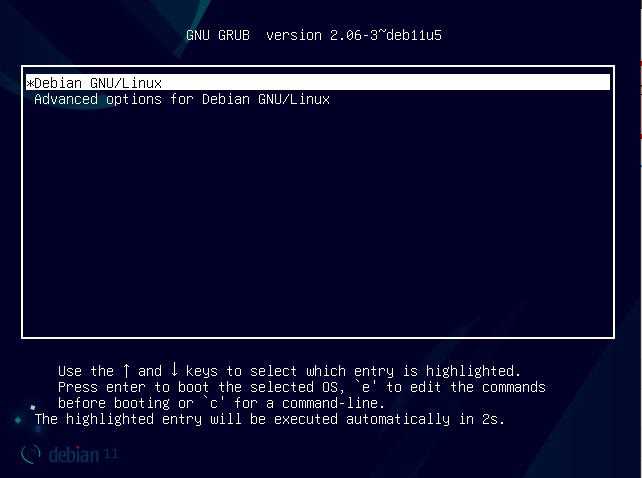 GNU GRUB  version 2.06-3~deb11u5
*Debian GNU/Linux
Advanced options for Debian GNU/Linux
Use the ↑ and ↓ keys to select which entry is highlighted.
Press enter to boot the selected OS, `e' to edit the commands
before booting or `c' for a command-line.
The highlighted entry will be executed automatically in 2s.
debian 11